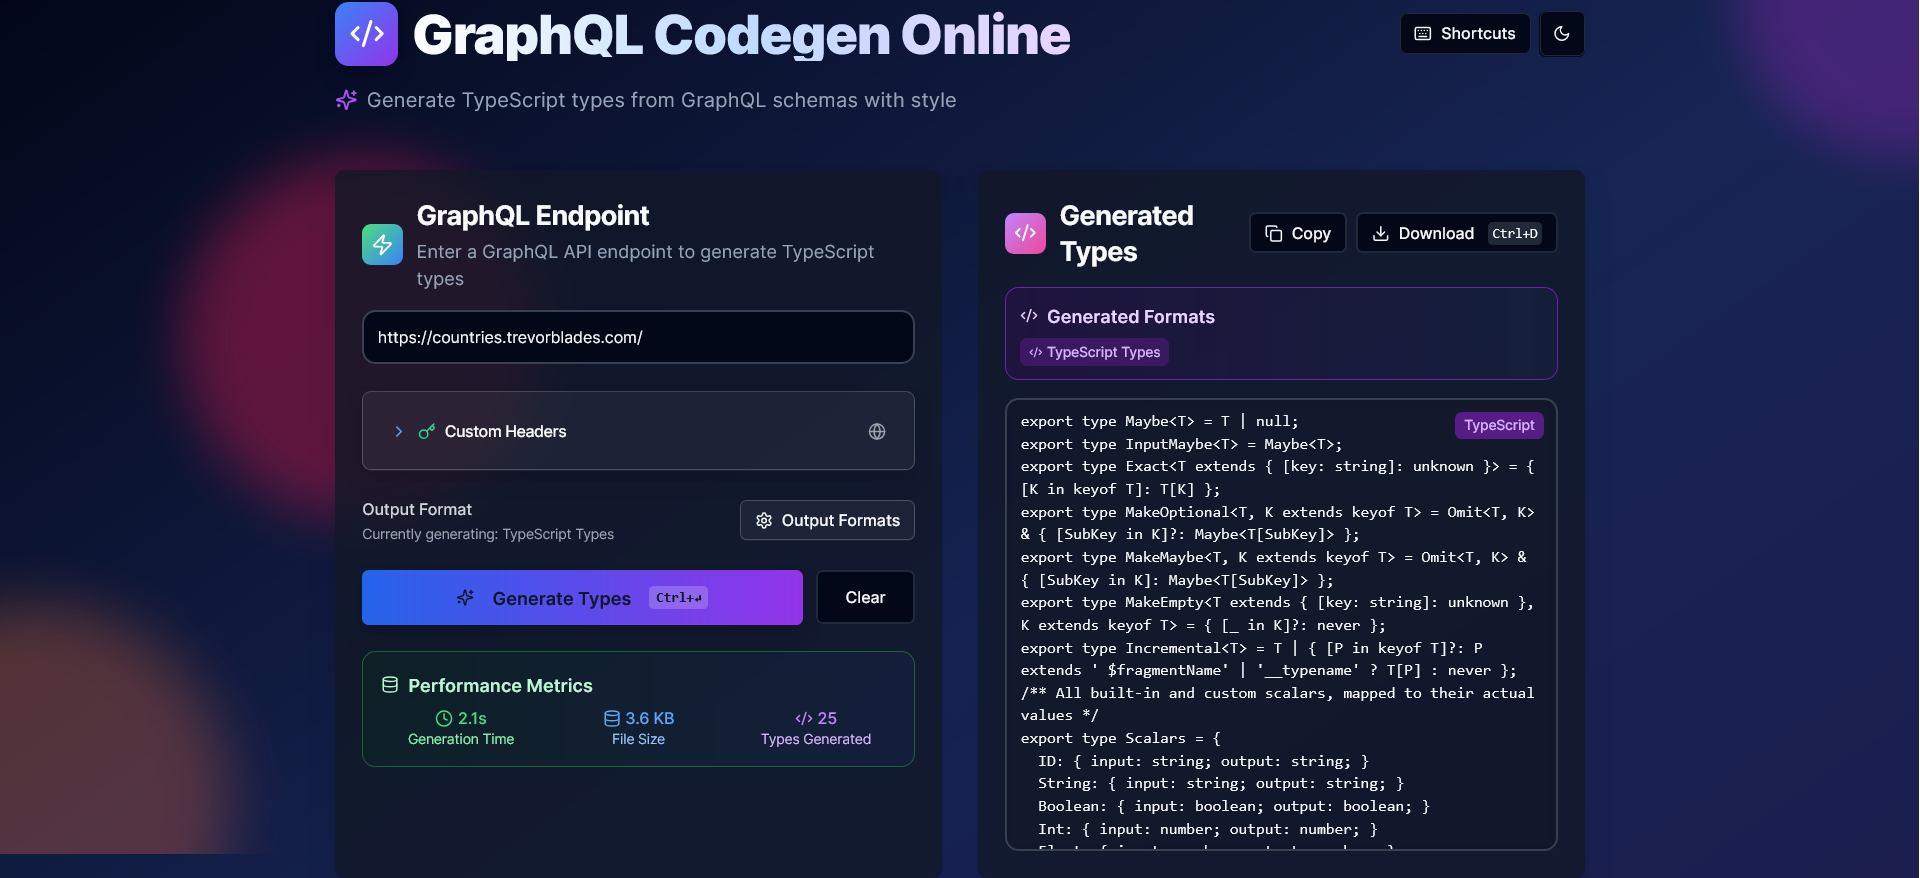 GraphQL Codegen Online
Shortcuts
Generate TypeScript types from GraphQL schemas with style
GraphQL Endpoint
Enter a GraphQL API endpoint to generate TypeScript
types
https://countries.trevorblades.com/
Custom Headers
Output Format
Currently generating: TypeScript Types
Output Formats
Generate Types Ctrl+↵
Clear
Performance Metrics
2.1s
Generation Time
3.6 KB
File Size
</> 25
Types Generated
Generated
Types
Copy
Download Ctrl+D
</> Generated Formats
</> TypeScript Types
TypeScript
export type Maybe<T> = T | null;
export type InputMaybe<T> = Maybe<T>;
export type Exact<T extends { [key: string]: unknown }> = {
[K in keyof T]: T[K] };
export type MakeOptional<T, K extends keyof T> = Omit<T, K>
& { [SubKey in K]?: Maybe<T[SubKey]> };
export type MakeMaybe<T, K extends keyof T> = Omit<T, K> &
{ [SubKey in K]: Maybe<T[SubKey]> };
export type MakeEmpty<T extends { [key: string]: unknown },
K extends keyof T> = { [_ in K]?: never };
export type Incremental<T> = T | { [P in keyof T]?: P
extends ' $fragmentName' | '__typename' ? T[P] : never };
/** All built-in and custom scalars, mapped to their actual
values */
export type Scalars = {
ID: { input: string; output: string; }
String: { input: string; output: string; }
Boolean: { input: boolean; output: boolean; }
Int: { input: number; output: number; }